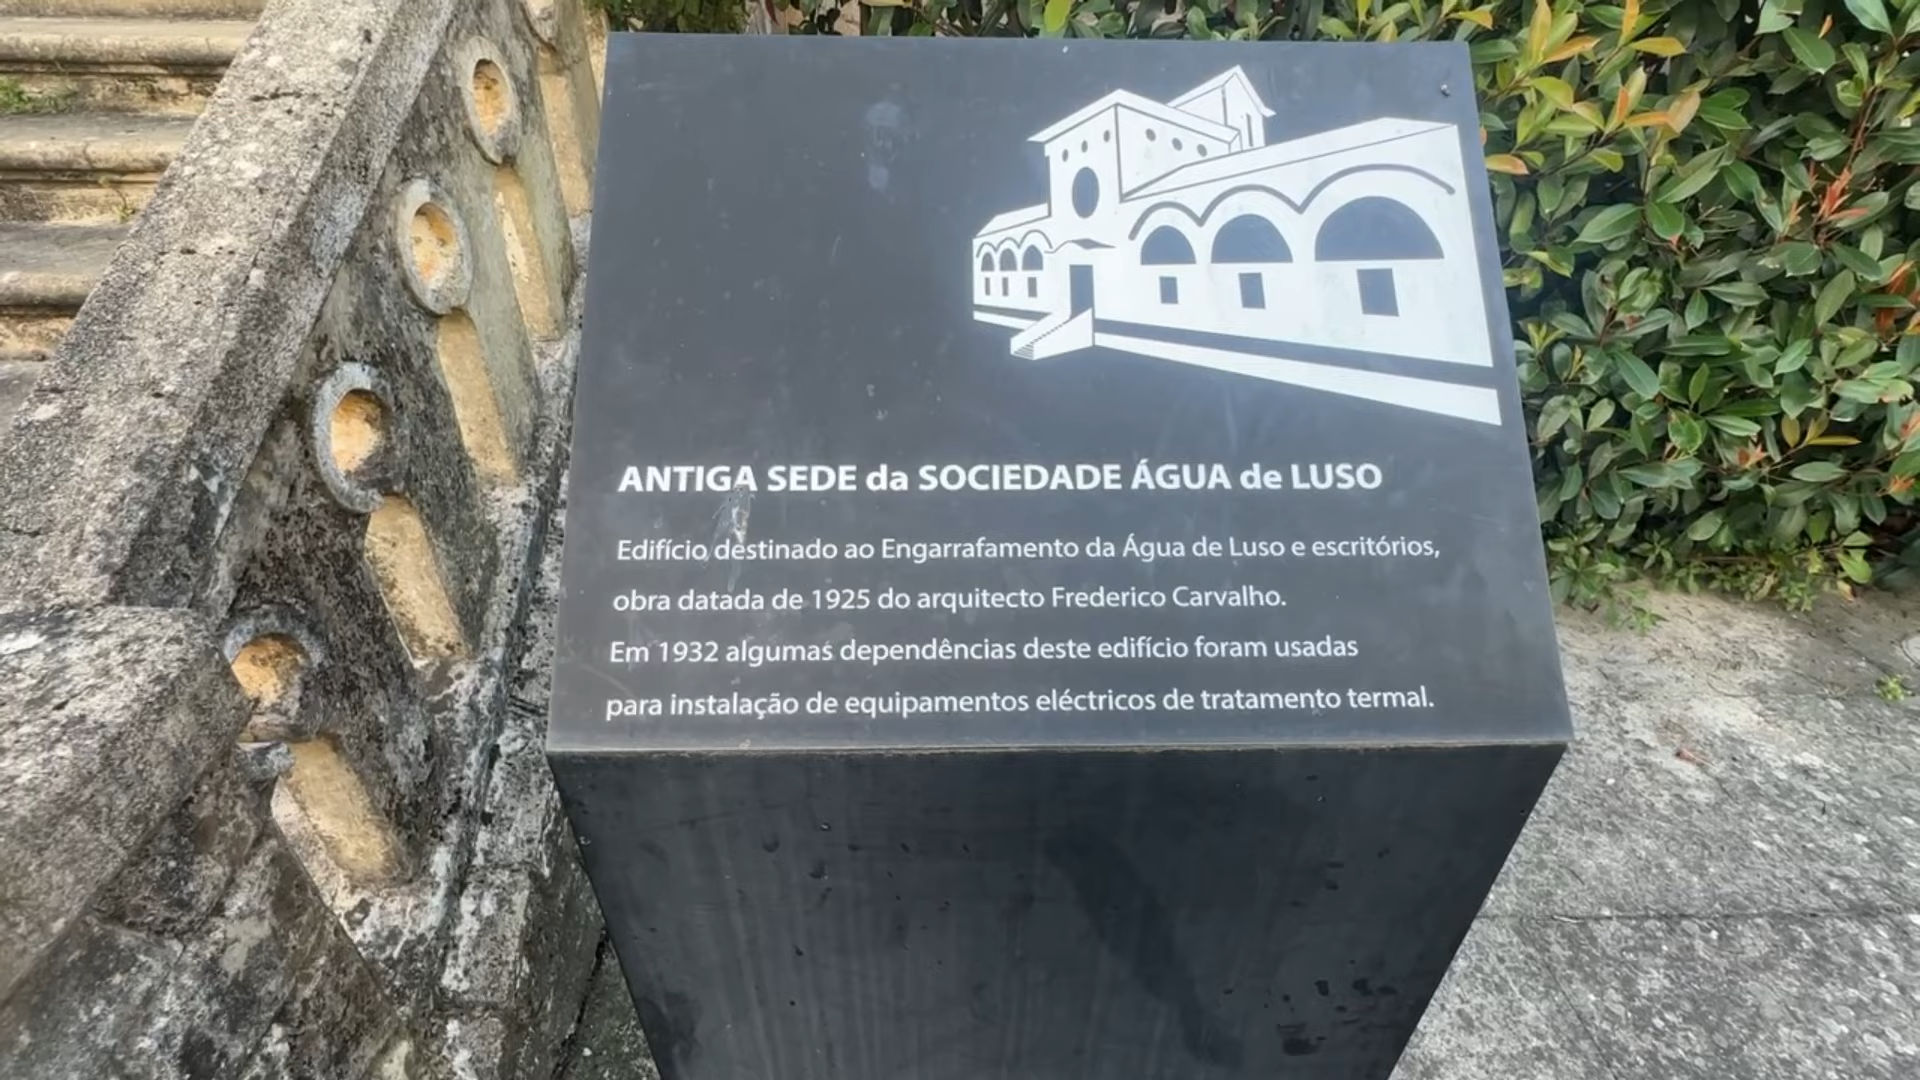 ANTIGA SEDE da SOCIEDADE ÁGUA de LUSO
Edifício destinado ao Engarrafamento da Água de Luso e escritórios,
obra datada de 1925 do arquitecto Frederico Carvalho.
Em 1932 algumas dependências deste edifício foram usadas
para instalação de equipamentos eléctricos de tratamento termal.